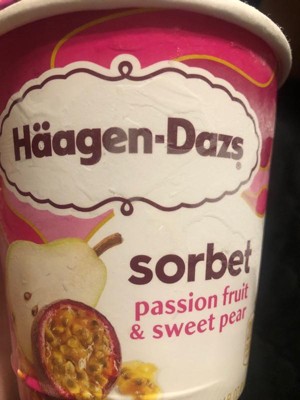 Häagen-Dazs
sorbet
passion fruit
& sweet pear